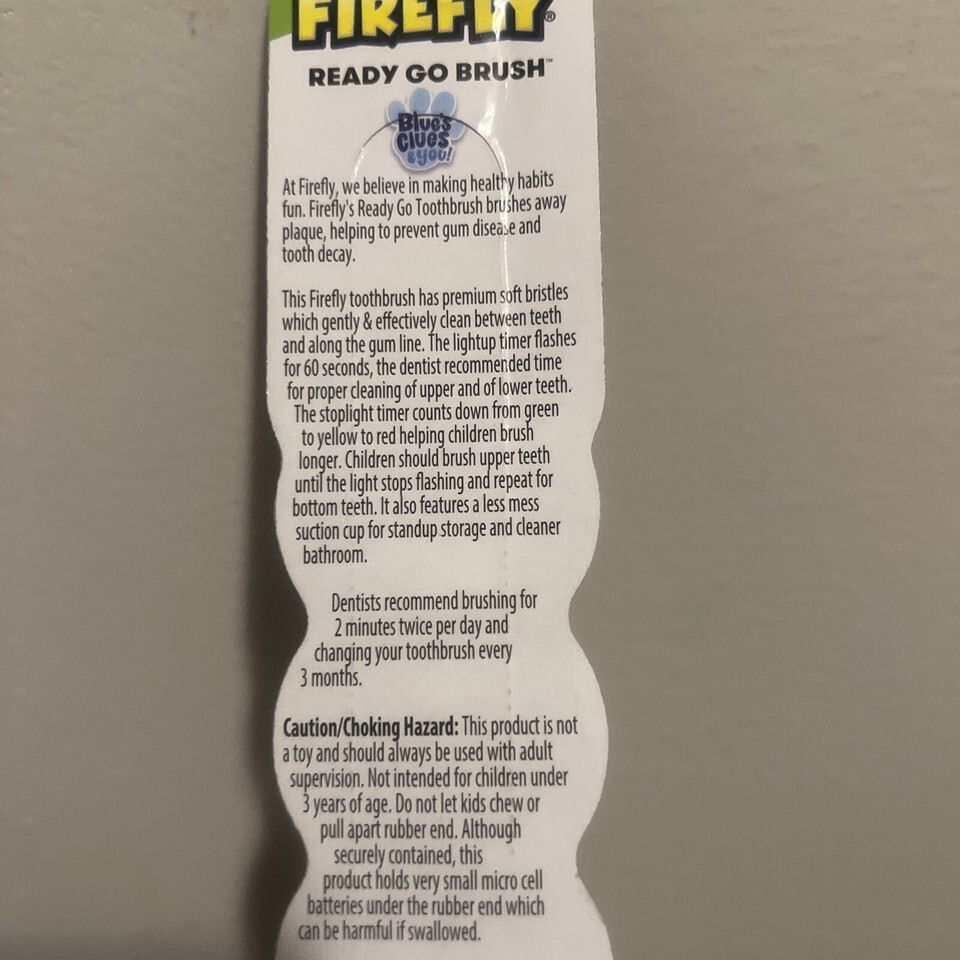 FIREFLY®
READY GO BRUSH™
Blue's
Clues
& you!
At Firefly, we believe in making healthy habits
fun. Firefly's Ready Go Toothbrush brushes away
plaque, helping to prevent gum disease and
tooth decay.
This Firefly toothbrush has premium soft bristles
which gently & effectively clean between teeth
and along the gum line. The lightup timer flashes
for 60 seconds, the dentist recommended time
for proper cleaning of upper and of lower teeth.
The stoplight timer counts down from green
to yellow to red helping children brush
longer. Children should brush upper teeth
until the light stops flashing and repeat for
bottom teeth. It also features a less mess
suction cup for standup storage and cleaner
bathroom.
Dentists recommend brushing for
2 minutes twice per day and
changing your toothbrush every
3 months.
Caution/Choking Hazard: This product is not
a toy and should always be used with adult
supervision. Not intended for children under
3 years of age. Do not let kids chew or
pull apart rubber end. Although
securely contained, this
product holds very small micro cell
batteries under the rubber end which
can be harmful if swallowed.